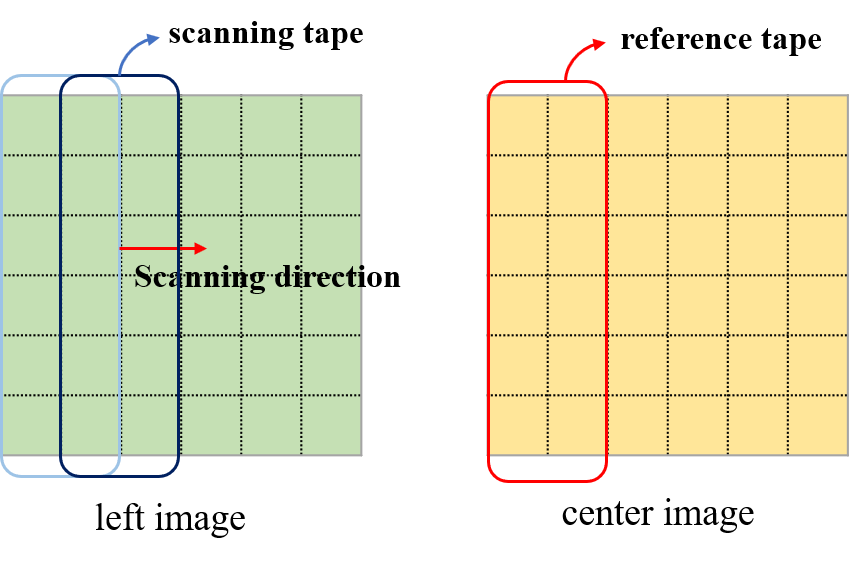 scanning tape
reference tape
Scanning direction
left image
center image